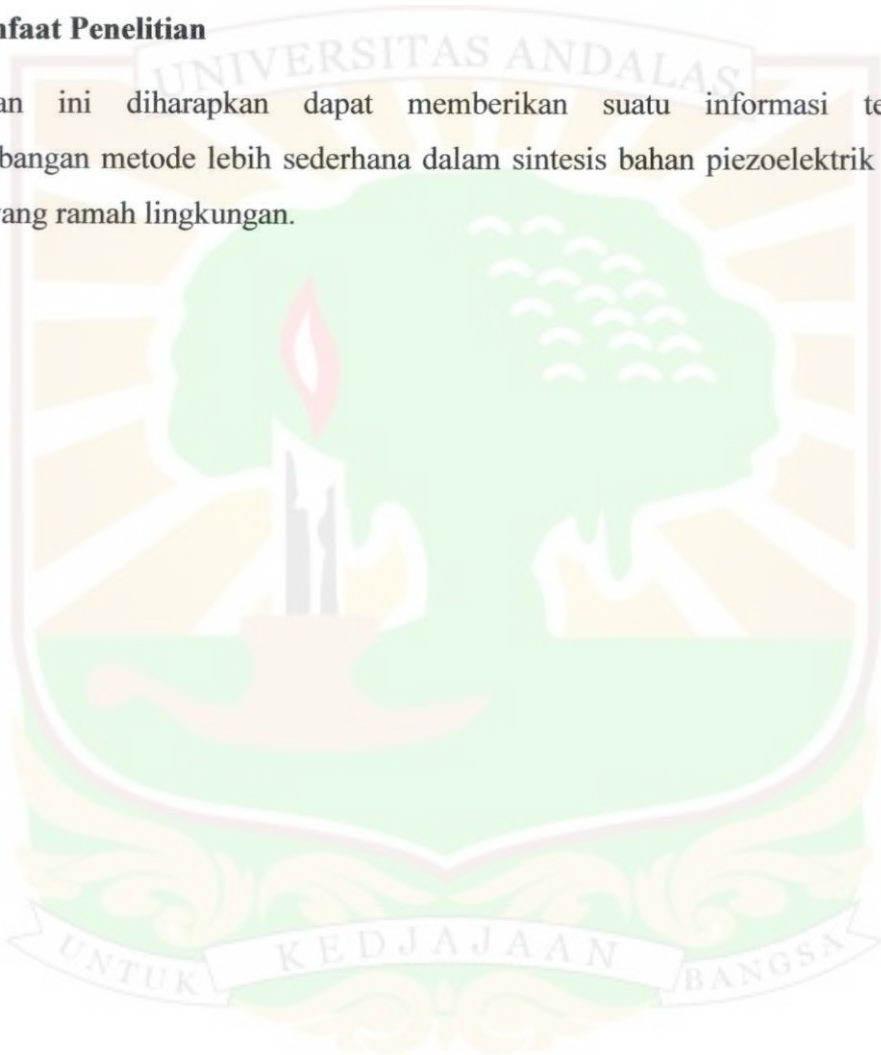 nfaat Penelitian
UNIVERSITAS ANDALAS
an ini diharapkan dapat memberikan suatu informasi te
bangan metode lebih sederhana dalam sintesis bahan piezoelektrik
yang ramah lingkungan.
UNTUK KEDJAJAAN BANGSA